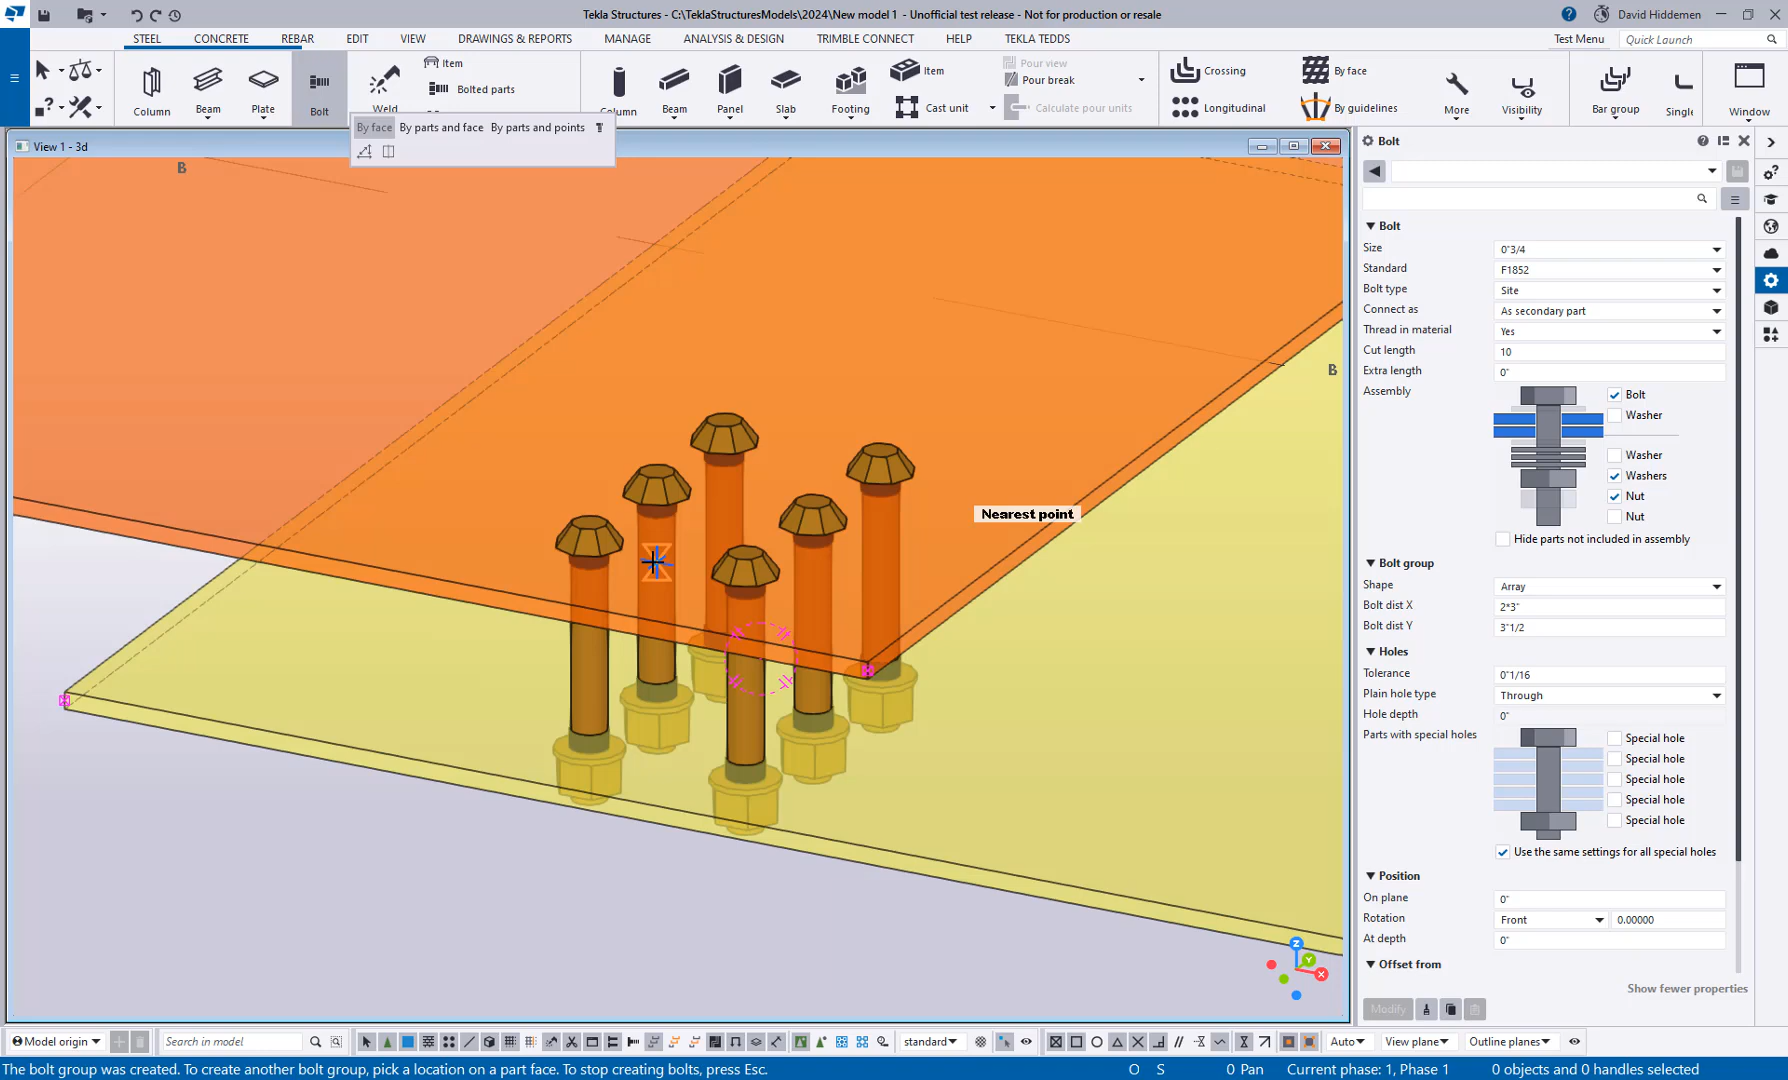 Tekla Structures - C:\TeklaStructuresModels\2024\New model 1 - Unofficial test release - Not for production or resale
David Hiddemen
STEEL CONCRETE REBAR EDIT VIEW DRAWINGS & REPORTS MANAGE ANALYSIS & DESIGN TRIMBLE CONNECT HELP TEKLA TEDDS
Test Menu Quick Launch
Column Beam Plate Bolt Weld
Item
Bolted parts
Column Beam Panel Slab Footing
Item
Cast unit
Pour view
Pour break
Calculate pour units
Crossing
Longitudinal
By face
By guidelines
More Visibility Bar group Single Window
By face By parts and face By parts and points
View 1 - 3d
B
B
Nearest point
Z
Y
X
Bolt
Bolt
Size 0"3/4
Standard F1852
Bolt type Site
Connect as As secondary part
Thread in material Yes
Cut length 10
Extra length 0"
Assembly
Bolt
Washer
Washer
Washers
Nut
Nut
Hide parts not included in assembly
Bolt group
Shape Array
Bolt dist X 2*3"
Bolt dist Y 3"1/2
Holes
Tolerance 0"1/16
Plain hole type Through
Hole depth 0"
Parts with special holes
Special hole
Special hole
Special hole
Special hole
Special hole
Use the same settings for all special holes
Position
On plane 0"
Rotation Front 0.00000
At depth 0"
Offset from
Show fewer properties
Modify
Model origin Search in model standard Auto View plane Outline planes
The bolt group was created. To create another bolt group, pick a location on a part face. To stop creating bolts, press Esc.
O S 0 Pan Current phase: 1, Phase 1 0 objects and 0 handles selected